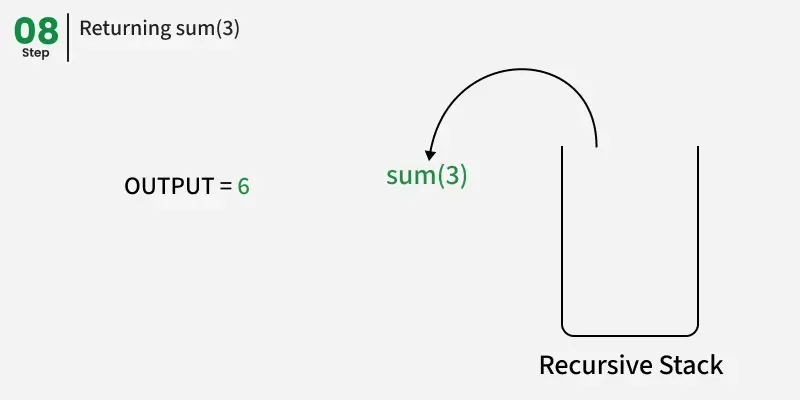 08
Step
Returning sum(3)
OUTPUT = 6
sum(3)
Recursive Stack